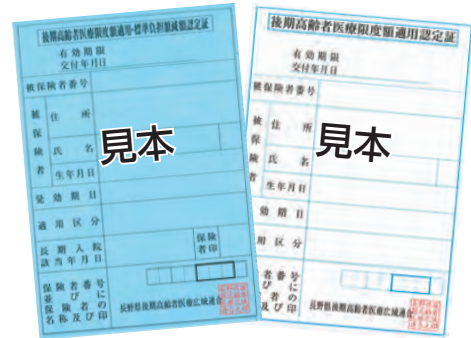 後期高齢者医療限度額適用・標準負担額減額認定証
有効期限
交付年月日
被保険者番号
被保険者
住所
氏名
生年月日
発効期日
適用区分
長期入院
該当年月日
保険
者印
保険者番号
並びに
保険者の
名称及び印
長野県後期高齢者医療広域連合
見本
後期高齢者医療限度額適用認定証
有効期限
交付年月日
被保険者番号
被保険者
住所
氏名
生年月日
効期日
用区分
者番号
びに
者の
及び印
長野県後期高齢者医療広域連合
見本